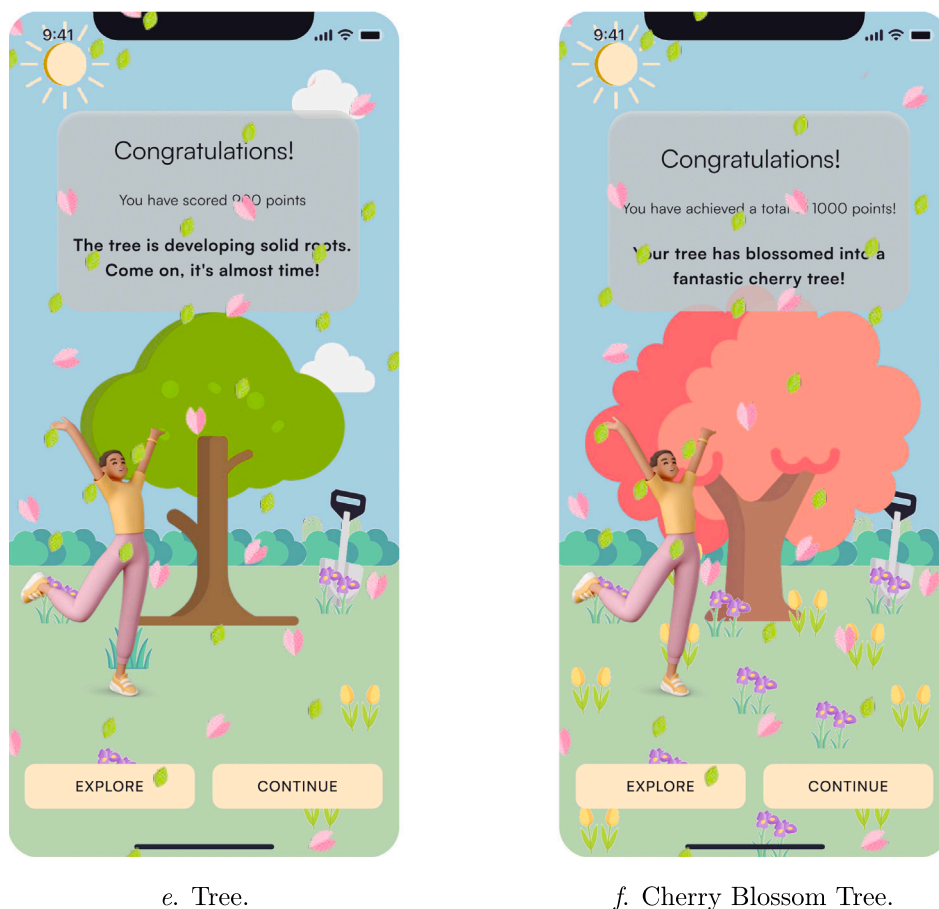 9:41
Congratulations!
You have scored 900 points
The tree is developing solid roots.
Come on, it's almost time!
EXPLORE
CONTINUE
e. Tree.
9:41
Congratulations!
You have achieved a total of 1000 points!
Your tree has blossomed into a
fantastic cherry tree!
EXPLORE
CONTINUE
f. Cherry Blossom Tree.